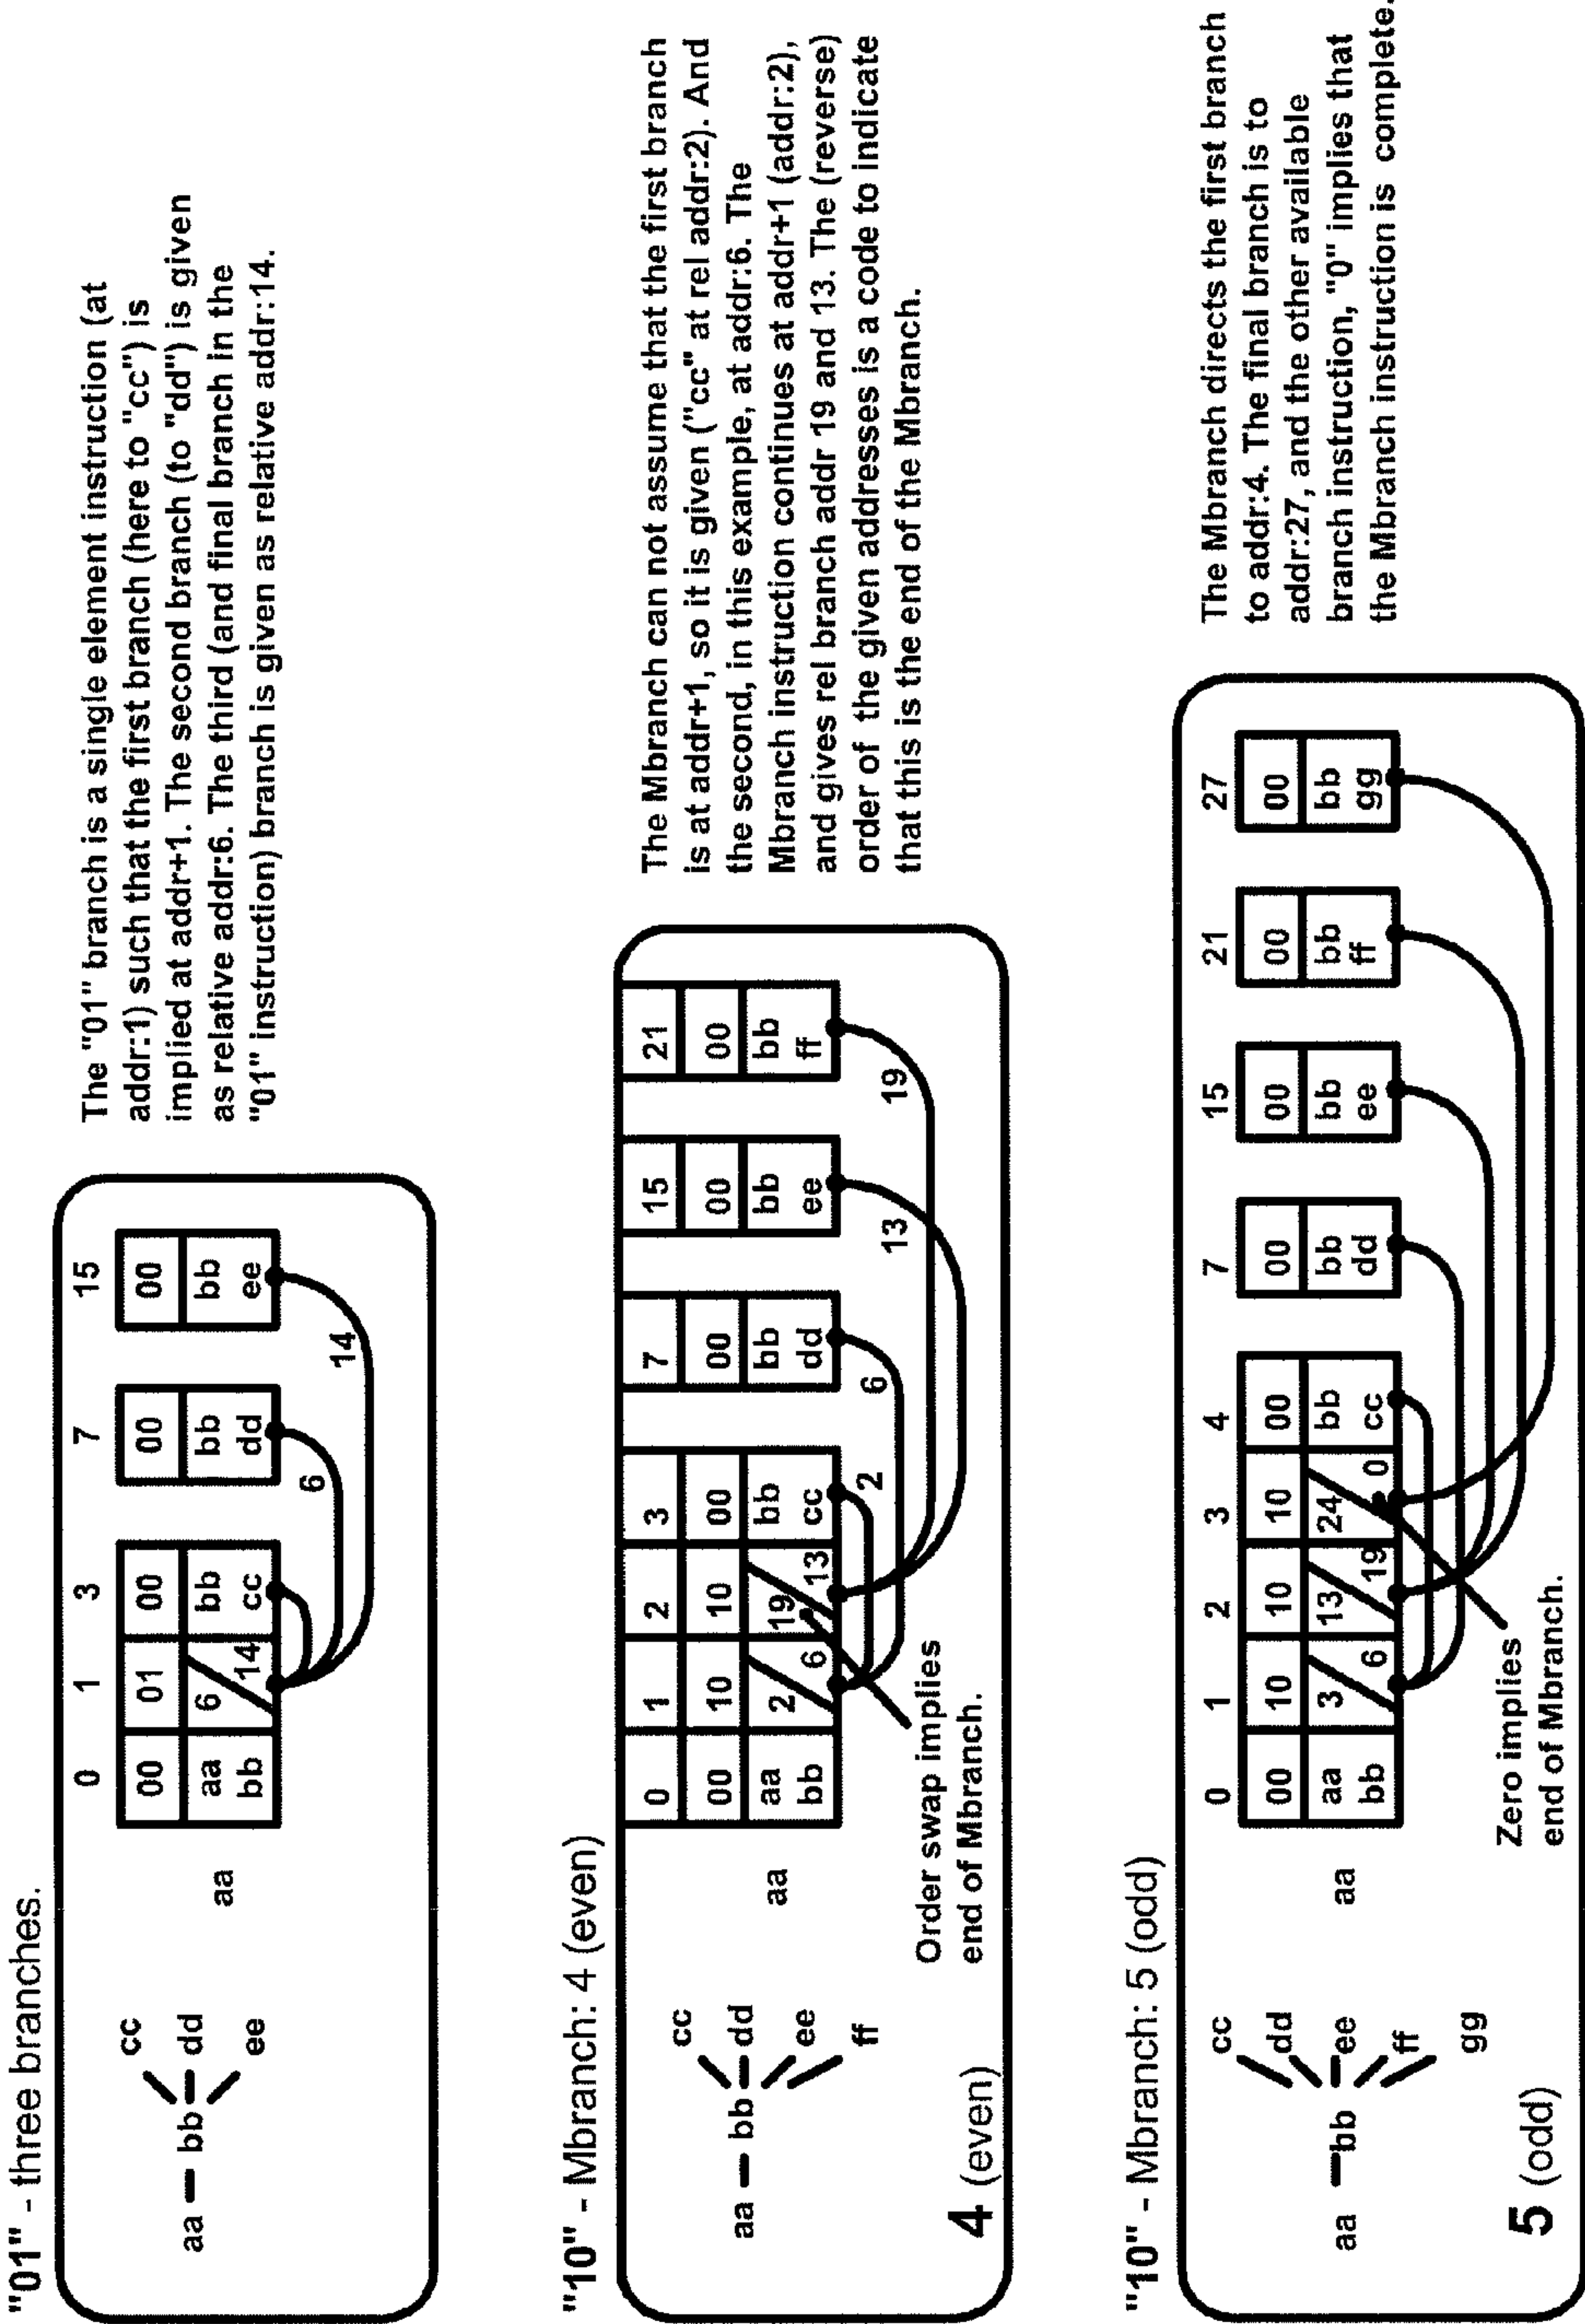 "01" - three branches.
aa
bb
cc
dd
ee
aa
0 1 3 7 15
00 01 00 00 00
aa 6 bb bb bb
bb 14 cc dd ee
6
14
The "01" branch is a single element instruction (at
addr:1) such that the first branch (here to "cc") is
implied at addr+1. The second branch (to "dd") is given
as relative addr:6. The third (and final branch in the
"01" instruction) branch is given as relative addr:14.
"10" - Mbranch: 4 (even)
aa
bb
cc
dd
ee
ff
4 (even)
aa
0 1 2 3 7 15 21
00 10 10 00 00 00 00
aa 2 19 bb bb bb bb
bb 6 13 cc dd ee ff
2
6
13
19
Order swap implies
end of Mbranch.
The Mbranch can not assume that the first branch
is at addr+1, so it is given ("cc" at rel addr:2). And
the second, in this example, at addr:6. The
Mbranch instruction continues at addr+1 (addr:2),
and gives rel branch addr 19 and 13. The (reverse)
order of the given addresses is a code to indicate
that this is the end of the Mbranch.
"10" - Mbranch: 5 (odd)
aa
bb
cc
dd
ee
ff
gg
5 (odd)
aa
0 1 2 3 4 7 15 21 27
00 10 10 10 00 00 00 00 00
aa 3 13 24 bb bb bb bb bb
bb 6 19 0 cc dd ee ff gg
Zero implies
end of Mbranch.
The Mbranch directs the first branch
to addr:4. The final branch is to
addr:27, and the other available
branch instruction, "0" implies that
the Mbranch instruction is complete.